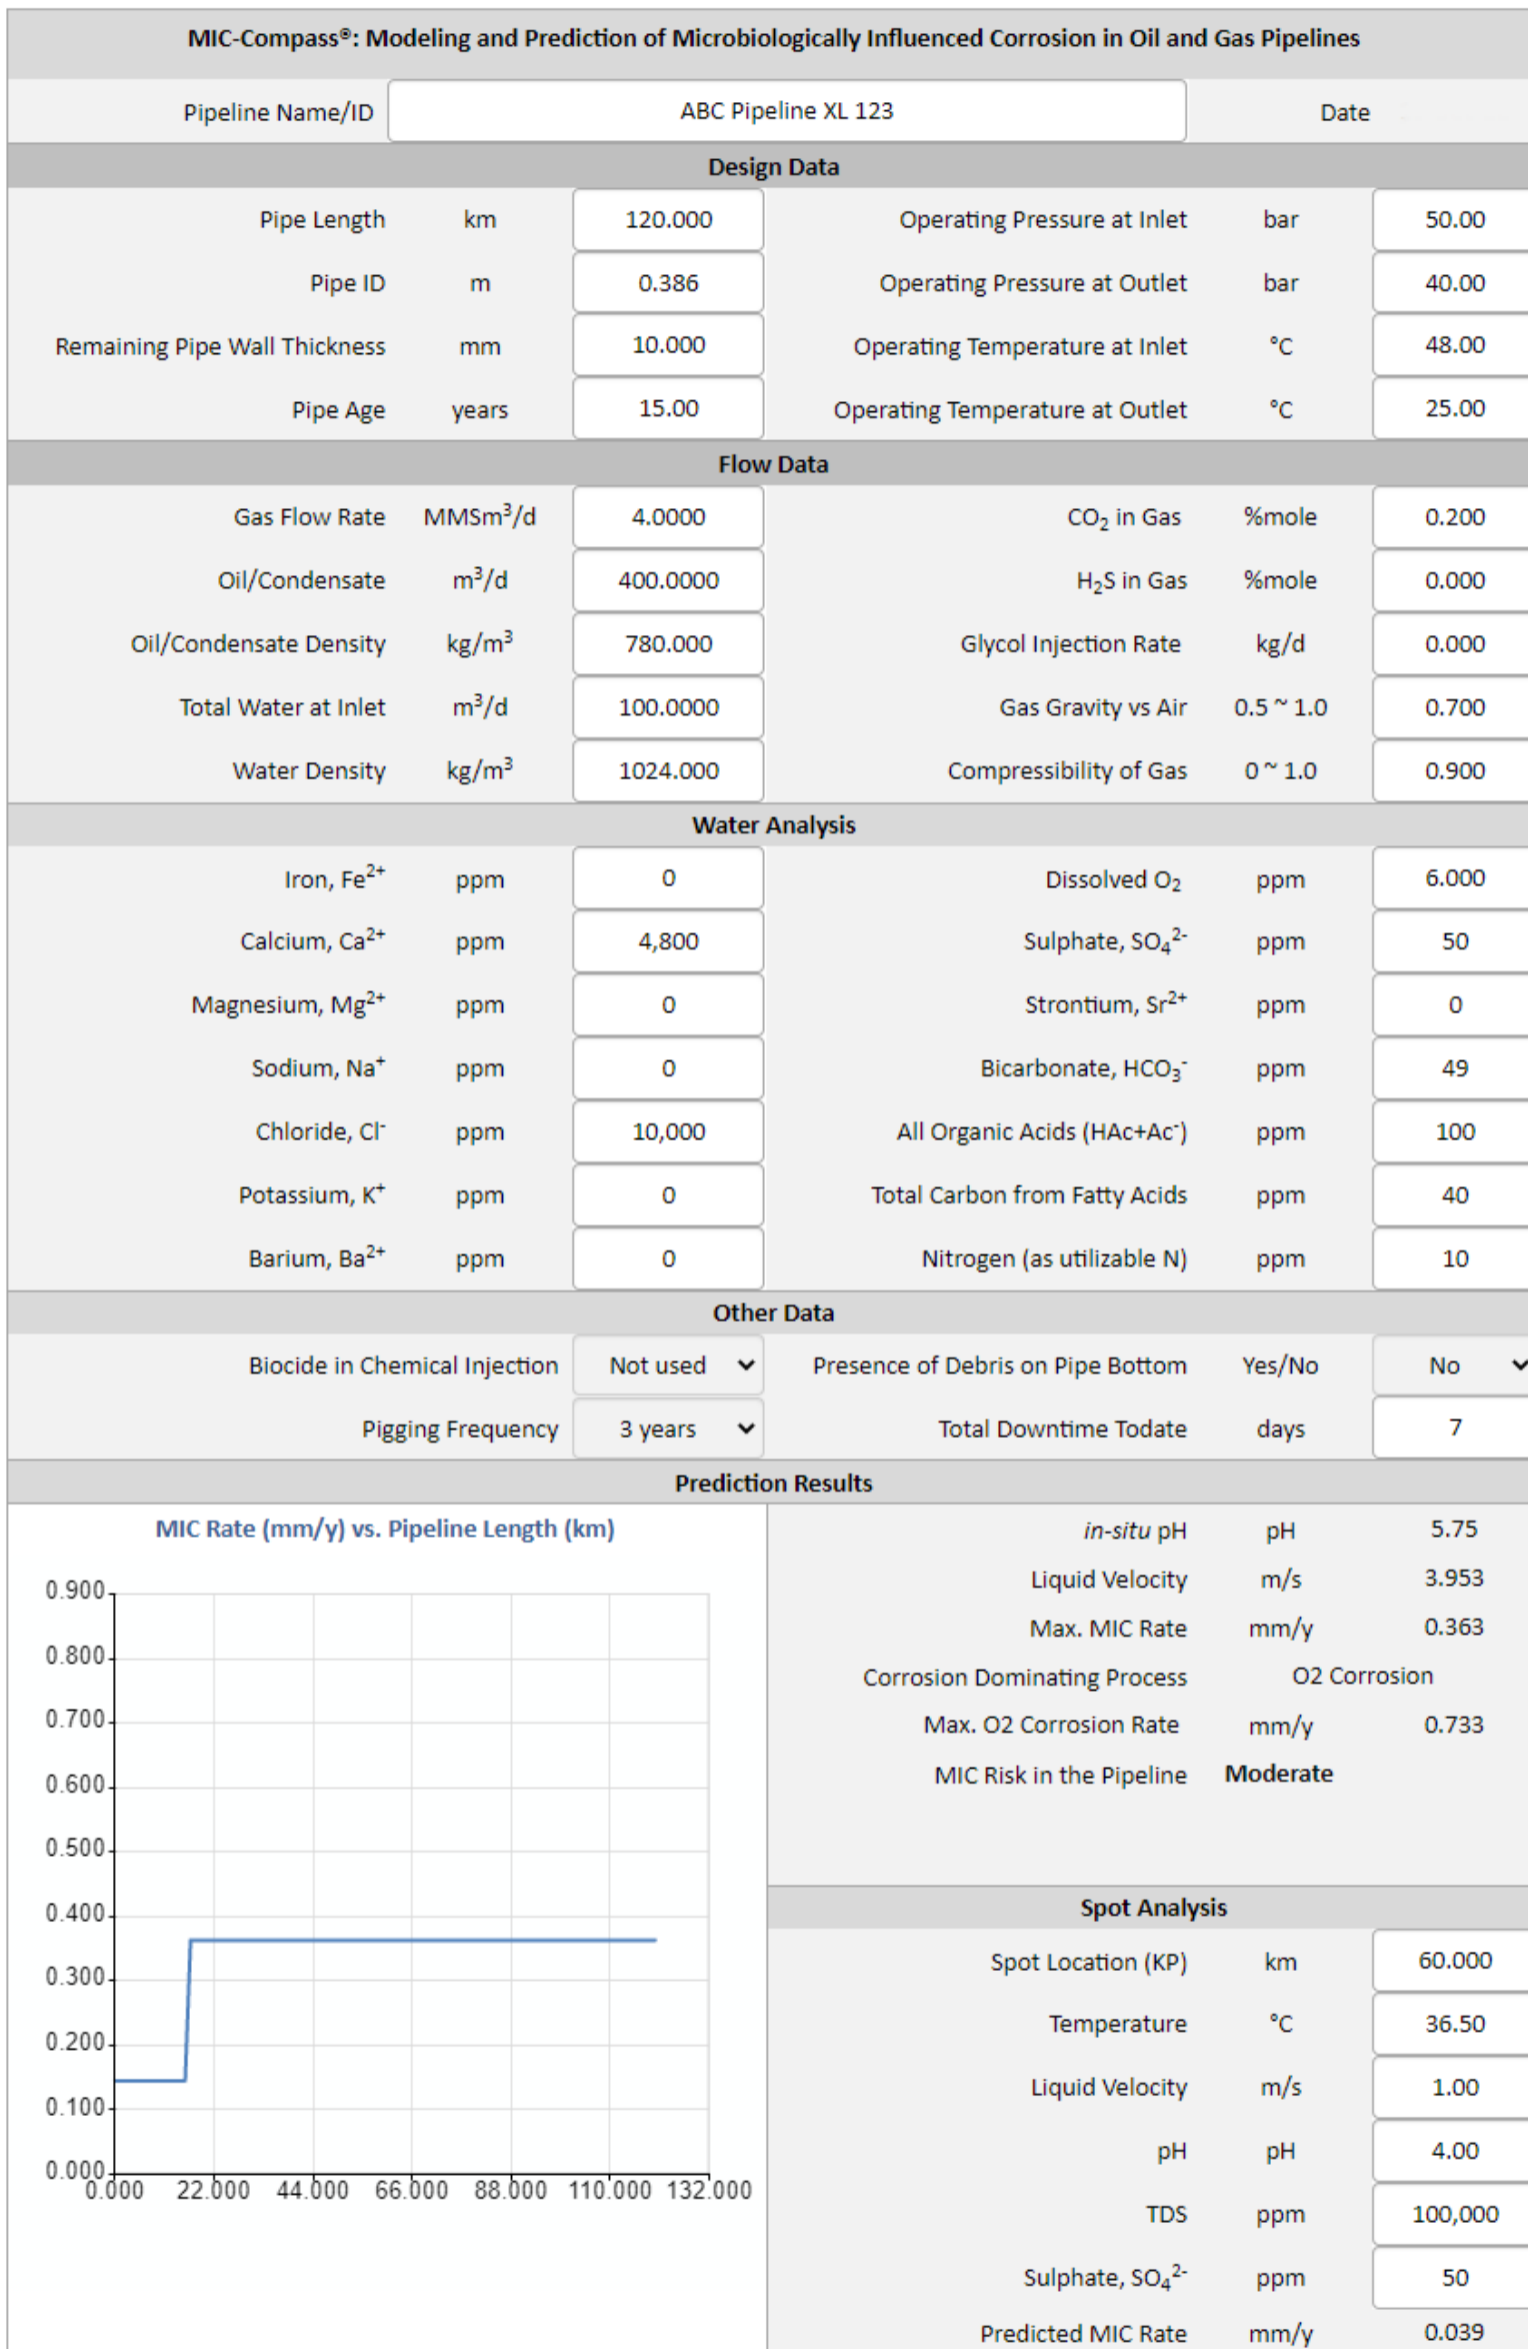 MIC-Compass®: Modeling and Prediction of Microbiologically Influenced Corrosion in Oil and Gas Pipelines
Pipeline Name/ID ABC Pipeline XL 123 Date
Design Data
Pipe Length km 120.000 Operating Pressure at Inlet bar 50.00
Pipe ID m 0.386 Operating Pressure at Outlet bar 40.00
Remaining Pipe Wall Thickness mm 10.000 Operating Temperature at Inlet °C 48.00
Pipe Age years 15.00 Operating Temperature at Outlet °C 25.00
Flow Data
Gas Flow Rate MMSm³/d 4.0000 CO₂ in Gas %mole 0.200
Oil/Condensate m³/d 400.0000 H₂S in Gas %mole 0.000
Oil/Condensate Density kg/m³ 780.000 Glycol Injection Rate kg/d 0.000
Total Water at Inlet m³/d 100.0000 Gas Gravity vs Air 0.5 ~ 1.0 0.700
Water Density kg/m³ 1024.000 Compressibility of Gas 0 ~ 1.0 0.900
Water Analysis
Iron, Fe²⁺ ppm 0 Dissolved O₂ ppm 6.000
Calcium, Ca²⁺ ppm 4,800 Sulphate, SO₄²⁻ ppm 50
Magnesium, Mg²⁺ ppm 0 Strontium, Sr²⁺ ppm 0
Sodium, Na⁺ ppm 0 Bicarbonate, HCO₃⁻ ppm 49
Chloride, Cl⁻ ppm 10,000 All Organic Acids (HAc+Ac⁻) ppm 100
Potassium, K⁺ ppm 0 Total Carbon from Fatty Acids ppm 40
Barium, Ba²⁺ ppm 0 Nitrogen (as utilizable N) ppm 10
Other Data
Biocide in Chemical Injection Not used Presence of Debris on Pipe Bottom Yes/No No
Pigging Frequency 3 years Total Downtime Todate days 7
Prediction Results
MIC Rate (mm/y) vs. Pipeline Length (km)
0.900
0.800
0.700
0.600
0.500
0.400
0.300
0.200
0.100
0.000
0.000 22.000 44.000 66.000 88.000 110.000 132.000
in-situ pH pH 5.75
Liquid Velocity m/s 3.953
Max. MIC Rate mm/y 0.363
Corrosion Dominating Process O2 Corrosion
Max. O2 Corrosion Rate mm/y 0.733
MIC Risk in the Pipeline Moderate
Spot Analysis
Spot Location (KP) km 60.000
Temperature °C 36.50
Liquid Velocity m/s 1.00
pH pH 4.00
TDS ppm 100,000
Sulphate, SO₄²⁻ ppm 50
Predicted MIC Rate mm/y 0.039